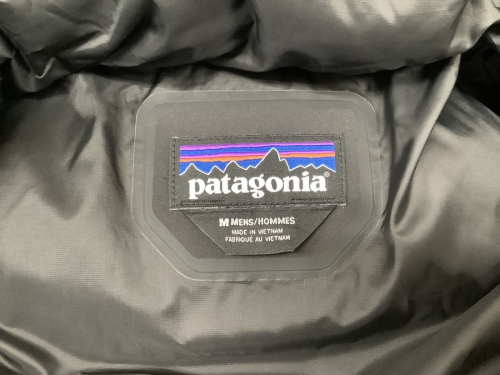 patagonia®
M MENS/HOMMES
MADE IN VIETNAM
FABRIQUÉ AU VIETNAM